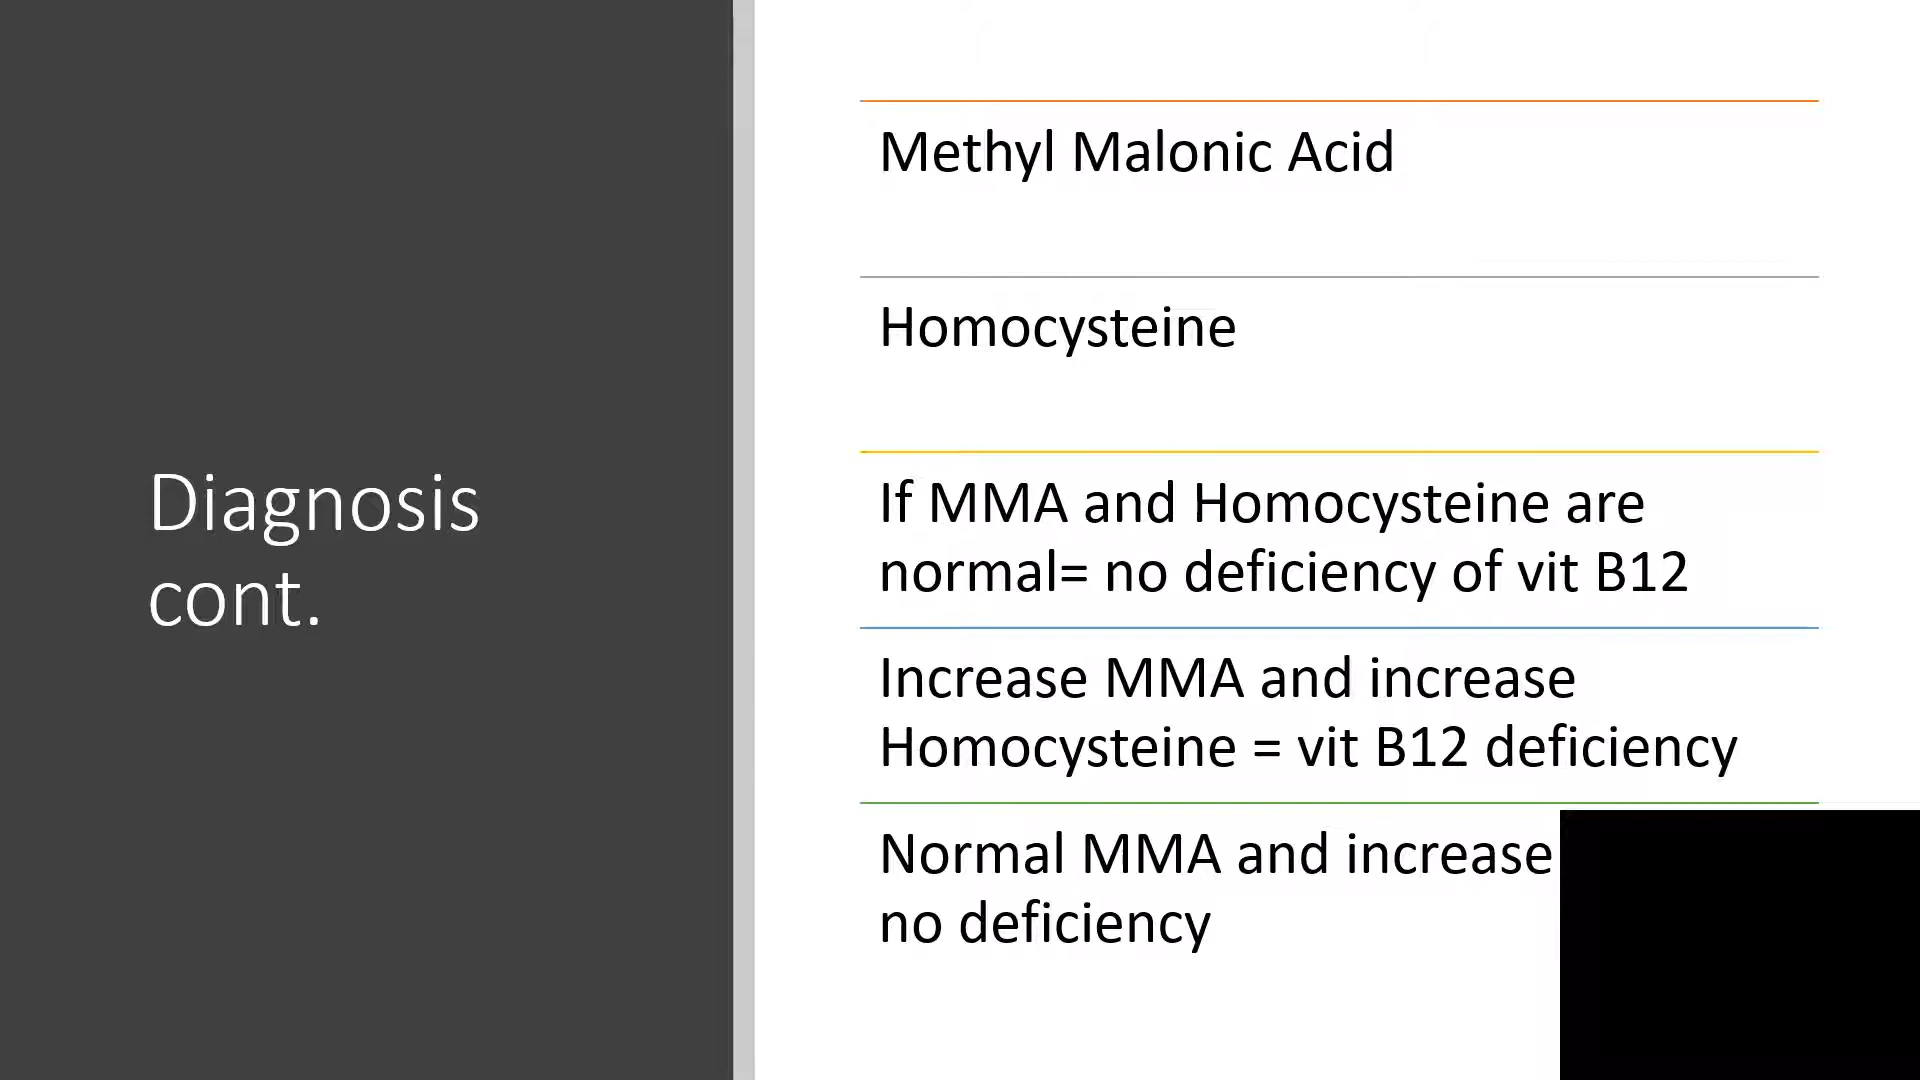 Diagnosis
cont.
Methyl Malonic Acid
Homocysteine
If MMA and Homocysteine are
normal= no deficiency of vit B12
Increase MMA and increase
Homocysteine = vit B12 deficiency
Normal MMA and increase
no deficiency